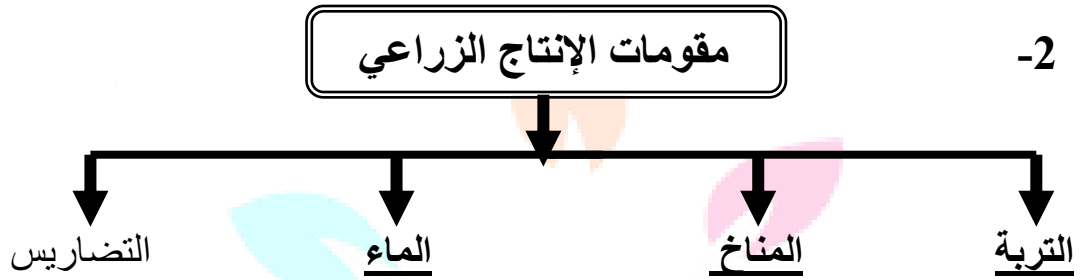 2-
مقومات الإنتاج الزراعي
التربة المناخ الماء التضاريس